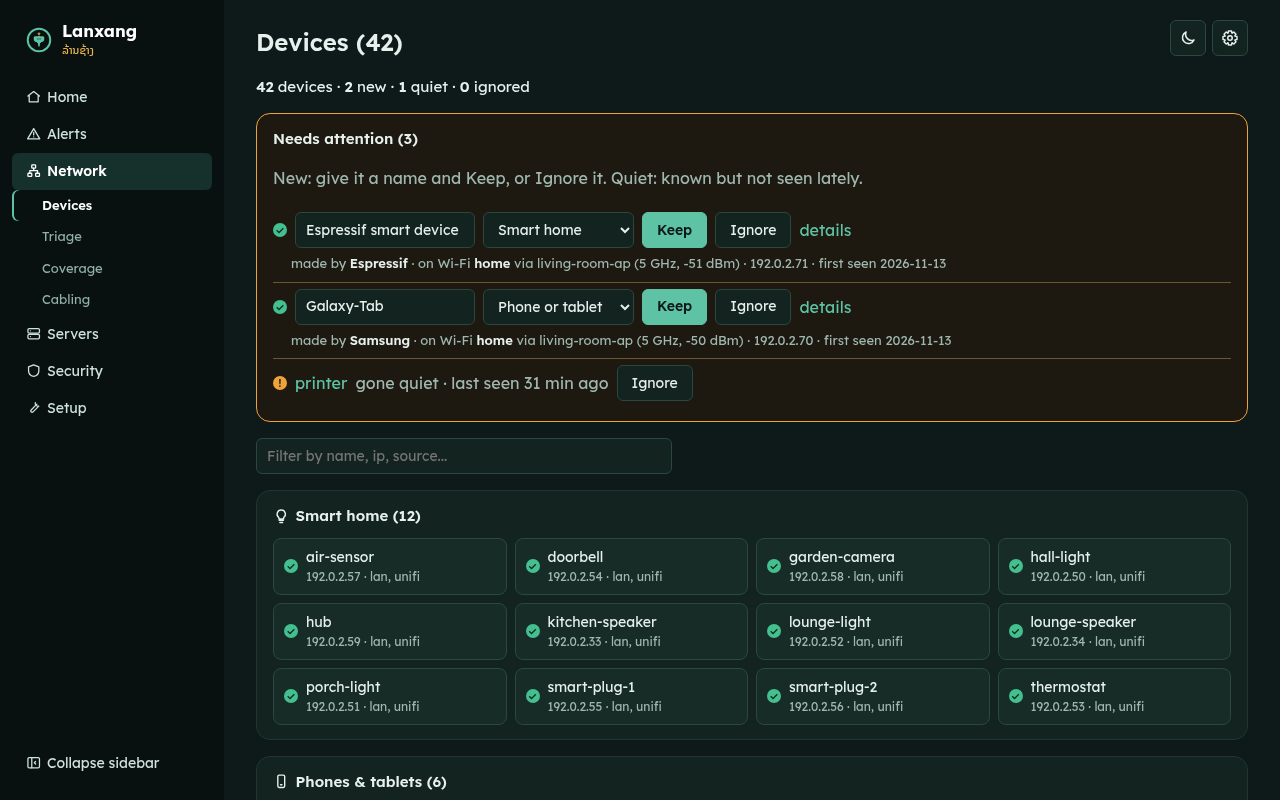 Lanxang
ລ້ານຊ້າງ
Home
Alerts
Network
Devices
Triage
Coverage
Cabling
Servers
Security
Setup
Collapse sidebar
Devices (42)
42 devices · 2 new · 1 quiet · 0 ignored
Needs attention (3)
New: give it a name and Keep, or Ignore it. Quiet: known but not seen lately.
Espressif smart device Smart home Keep Ignore details
made by Espressif · on Wi-Fi home via living-room-ap (5 GHz, -51 dBm) · 192.0.2.71 · first seen 2026-11-13
Galaxy-Tab Phone or tablet Keep Ignore details
made by Samsung · on Wi-Fi home via living-room-ap (5 GHz, -50 dBm) · 192.0.2.70 · first seen 2026-11-13
printer gone quiet · last seen 31 min ago Ignore
Filter by name, ip, source...
Smart home (12)
air-sensor
192.0.2.57 · lan, unifi
doorbell
192.0.2.54 · lan, unifi
garden-camera
192.0.2.58 · lan, unifi
hall-light
192.0.2.50 · lan, unifi
hub
192.0.2.59 · lan, unifi
kitchen-speaker
192.0.2.33 · lan, unifi
lounge-light
192.0.2.52 · lan, unifi
lounge-speaker
192.0.2.34 · lan, unifi
porch-light
192.0.2.51 · lan, unifi
smart-plug-1
192.0.2.55 · lan, unifi
smart-plug-2
192.0.2.56 · lan, unifi
thermostat
192.0.2.53 · lan, unifi
Phones & tablets (6)